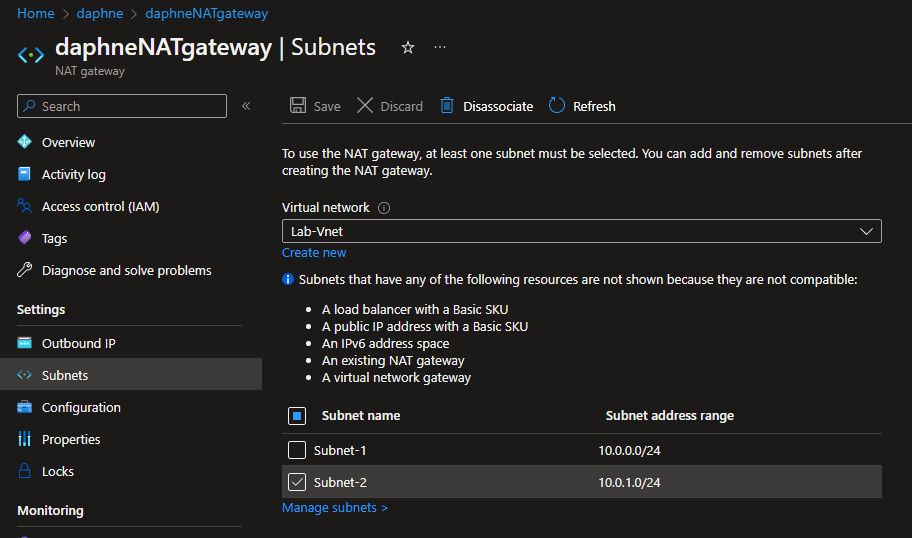 Home > daphne > daphneNATgateway
daphneNATgateway | Subnets
NAT gateway
Search
Overview
Activity log
Access control (IAM)
Tags
Diagnose and solve problems
Settings
Outbound IP
Subnets
Configuration
Properties
Locks
Monitoring
Save Discard Disassociate Refresh
To use the NAT gateway, at least one subnet must be selected. You can add and remove subnets after
creating the NAT gateway.
Virtual network
Lab-Vnet
Create new
Subnets that have any of the following resources are not shown because they are not compatible:
• A load balancer with a Basic SKU
• A public IP address with a Basic SKU
• An IPv6 address space
• An existing NAT gateway
• A virtual network gateway
Subnet name Subnet address range
Subnet-1 10.0.0.0/24
Subnet-2 10.0.1.0/24
Manage subnets >